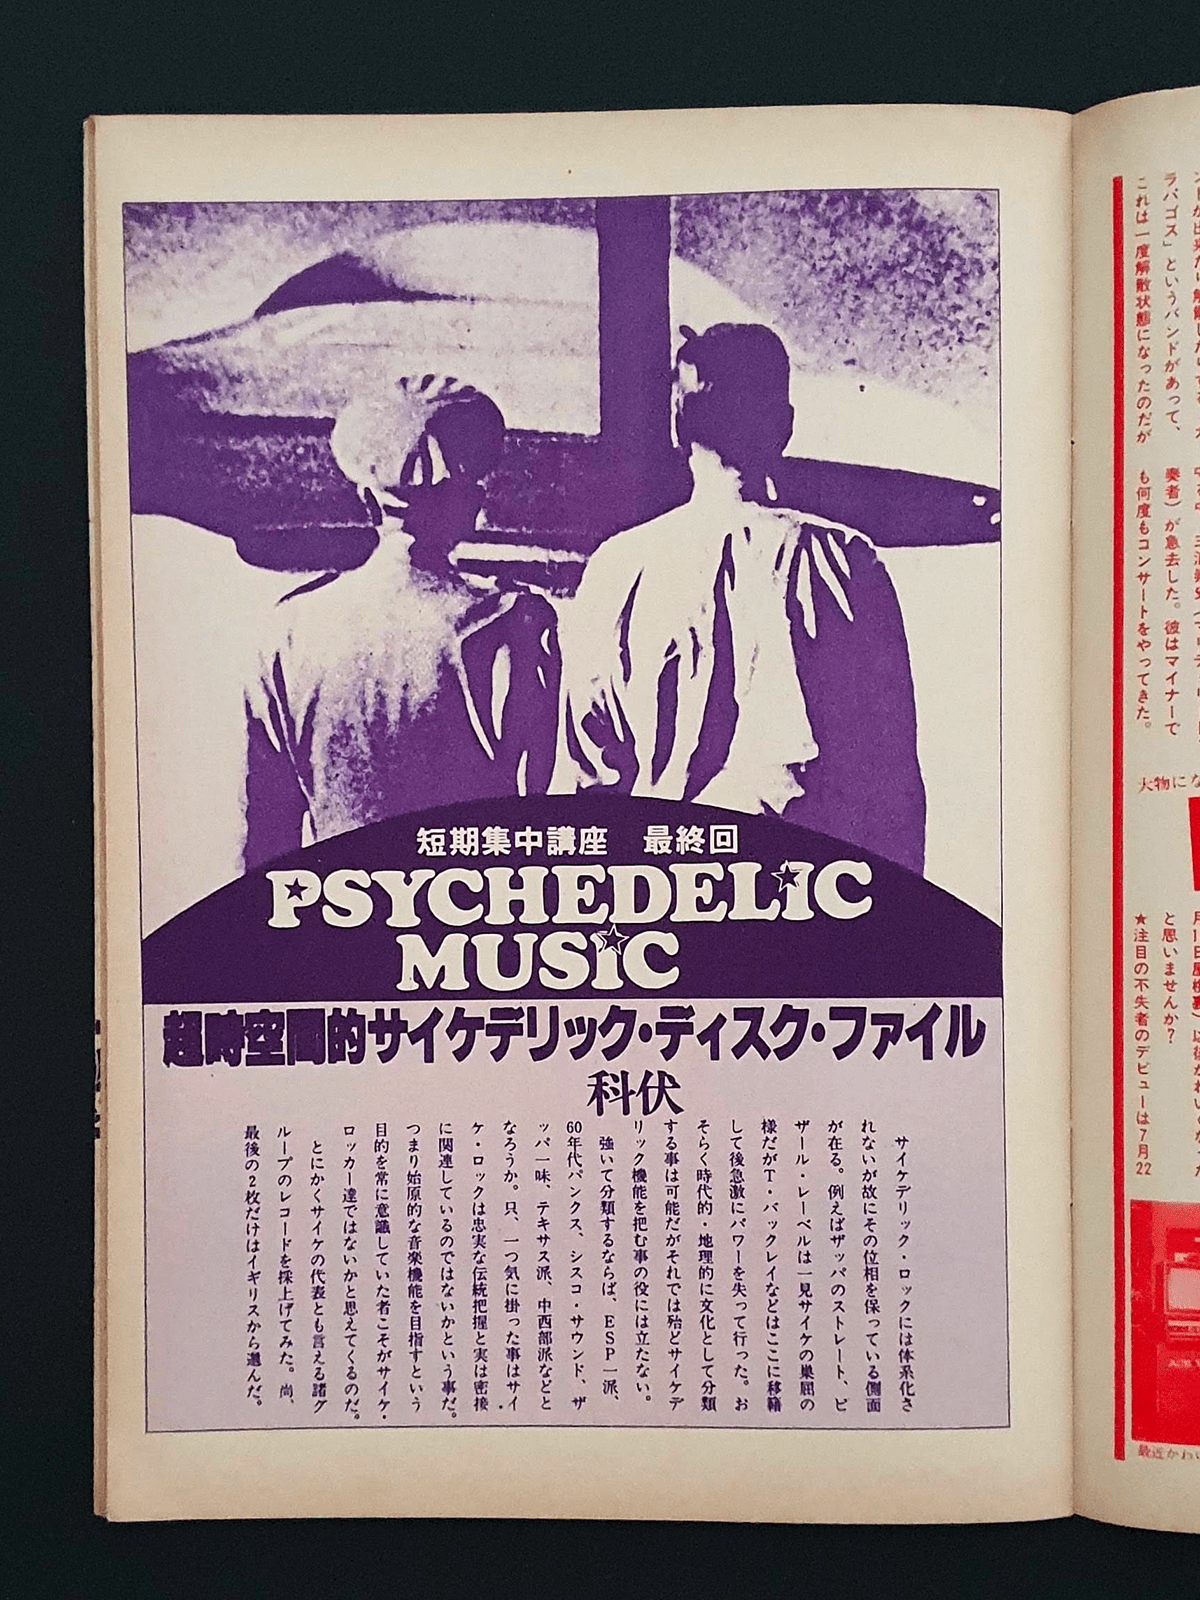 短期集中講座　最終回
PSYCHEDELIC
MUSIC
超時空間的サイケデリック・ディスク・ファイル
科伏
サイケデリック・ロックには体系化さ
れないが故にその位相を保っている側面
が在る。例えばザッパのストレート、ビ
ザール・レーベルは一見サイケの巣屈の
様だがT・バックレイなどはここに移籍
して後急激にパワーを失って行った。お
そらく時代的・地理的に文化として分類
する事は可能だがそれでは殆どサイケデ
リック機能を把む事の役には立たない。
強いて分類するならば、ESP一派、
60年代パンクス、シスコ・サウンド、ザ
ッパ一味、テキサス派、中西部派などと
なろうか。只、一つ気に掛った事はサイ
ケ・ロックは忠実な伝統把握と実は密接
に関連しているのではないかという事だ。
つまり始原的な音楽機能を目指すという
目的を常に意識していた者こそがサイケ・
ロッカー達ではないかと思えてくるのだ。
とにかくサイケの代表とも言える諸グ
ループのレコードを採上げてみた。尚、
最後の2枚だけはイギリスから選んだ。
ラバゴス」というバンドがあって、
これは一度解散状態になったのだが
奏者）が急去した。彼はマイナーで
も何度もコンサートをやってきた。
大物にな
と思いませんか？
★注目の不失者のデビューは7月22
最近かわ